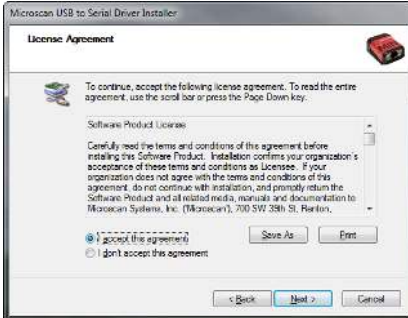 Microscan USB to Serial Driver Installer
License Agreement
To continue, accept the following license agreement. To read the entire
agreement, use the scroll bar or press the Page Down key.
Software Product License
Carefully read the terms and conditions of this agreement before
installing this Software Product. Installation confirms your organization's
acceptance of these terms and conditions as Licensee. If your
organization does not agree with the terms and conditions of this
agreement, do not continue with installation, and promptly return the
Software Product and all related media, manuals and documentation to
Microscan Systems, Inc. ('Microscan'), 700 SW 39th St, Renton,
I accept this agreement
Save As
Print
I don't accept this agreement
< Back
Next >
Cancel